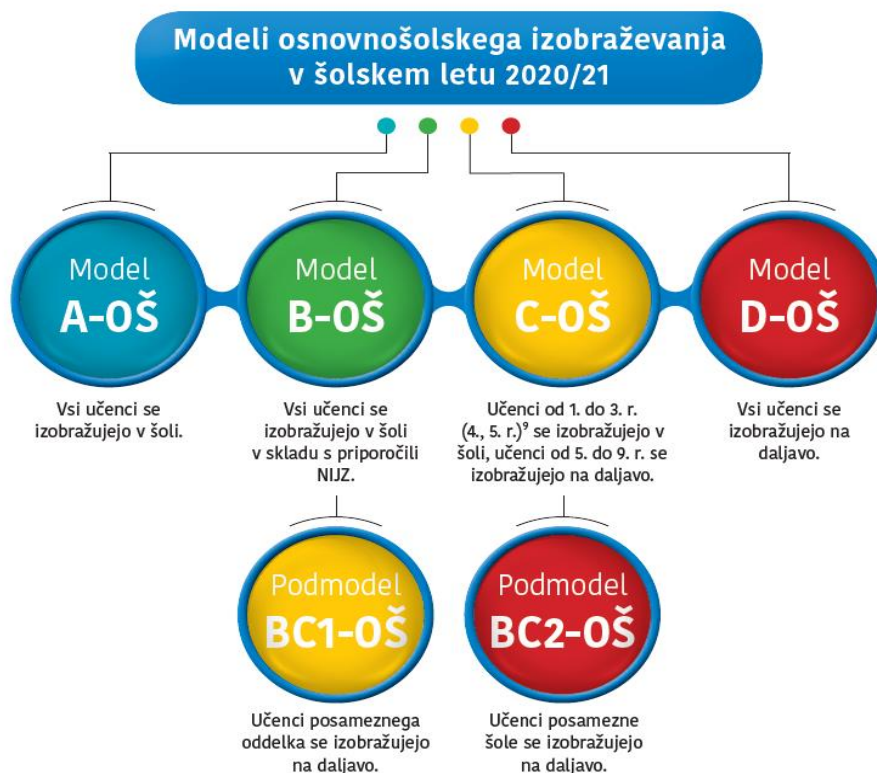 Modeli osnovnošolskega izobraževanja
v šolskem letu 2020/21
Model
A-OŠ
Vsi učenci se
izobražujejo v šoli.
Model
B-OŠ
Vsi učenci se
izobražujejo v šoli
v skladu s priporočili
NIJZ.
Model
C-OŠ
Učenci od 1. do 3. r.
(4., 5. r.)⁹ se izobražujejo v
šoli, učenci od 5. do 9. r. se
izobražujejo na daljavo.
Model
D-OŠ
Vsi učenci se
izobražujejo na
daljavo.
Podmodel
BC1-OŠ
Učenci posameznega
oddelka se izobražujejo
na daljavo.
Podmodel
BC2-OŠ
Učenci posamezne
šole se izobražujejo
na daljavo.